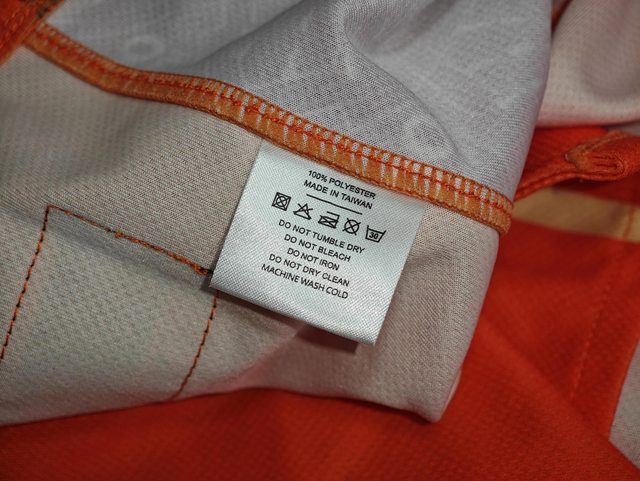 100% POLYESTER
MADE IN TAIWAN
30
DO NOT TUMBLE DRY
DO NOT BLEACH
DO NOT IRON
DO NOT DRY CLEAN
MACHINE WASH COLD